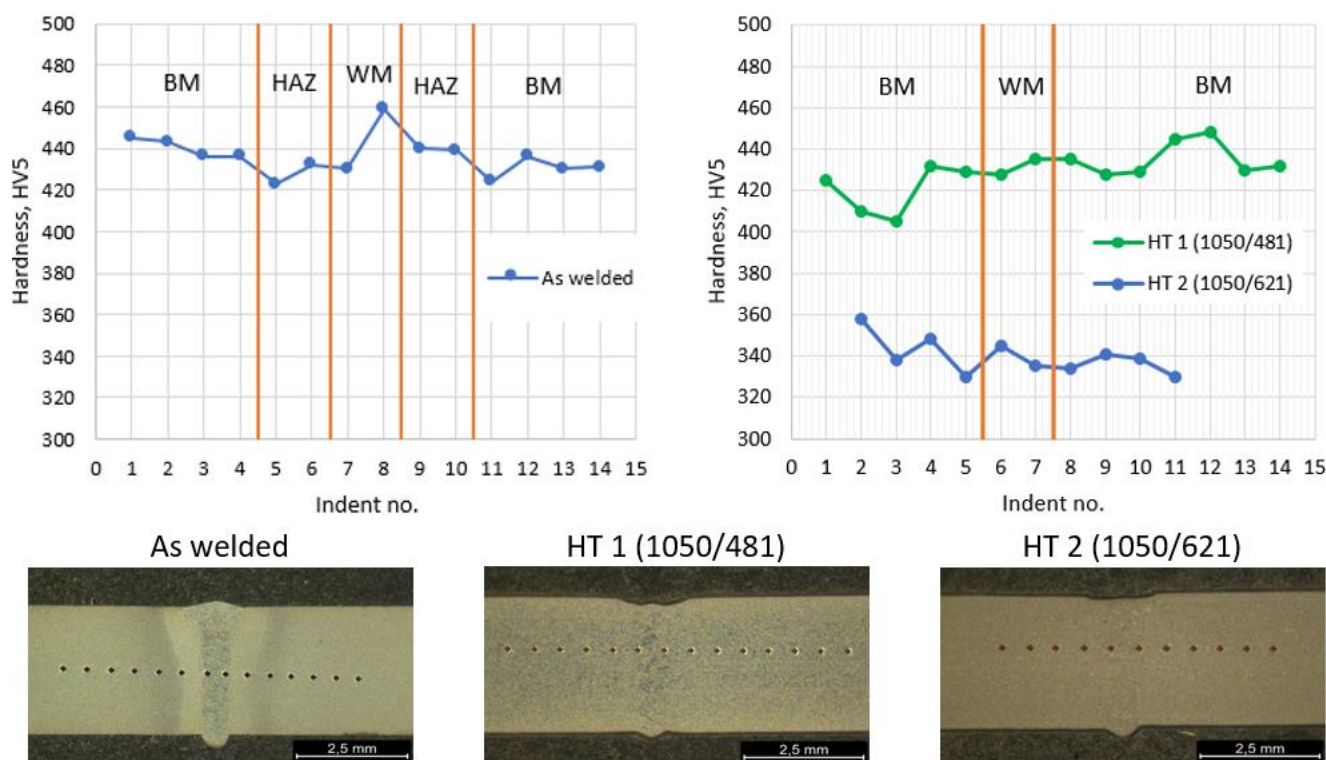 500
480
460
440
420
400
380
360
340
320
300
Hardness, HV5
BM
HAZ
WM
HAZ
BM
As welded
0 1 2 3 4 5 6 7 8 9 10 11 12 13 14 15
Indent no.
500
480
460
440
420
400
380
360
340
320
300
Hardness, HV5
BM
WM
BM
HT 1 (1050/481)
HT 2 (1050/621)
0 1 2 3 4 5 6 7 8 9 10 11 12 13 14 15
Indent no.
As welded
2,5 mm
HT 1 (1050/481)
2,5 mm
HT 2 (1050/621)
2,5 mm